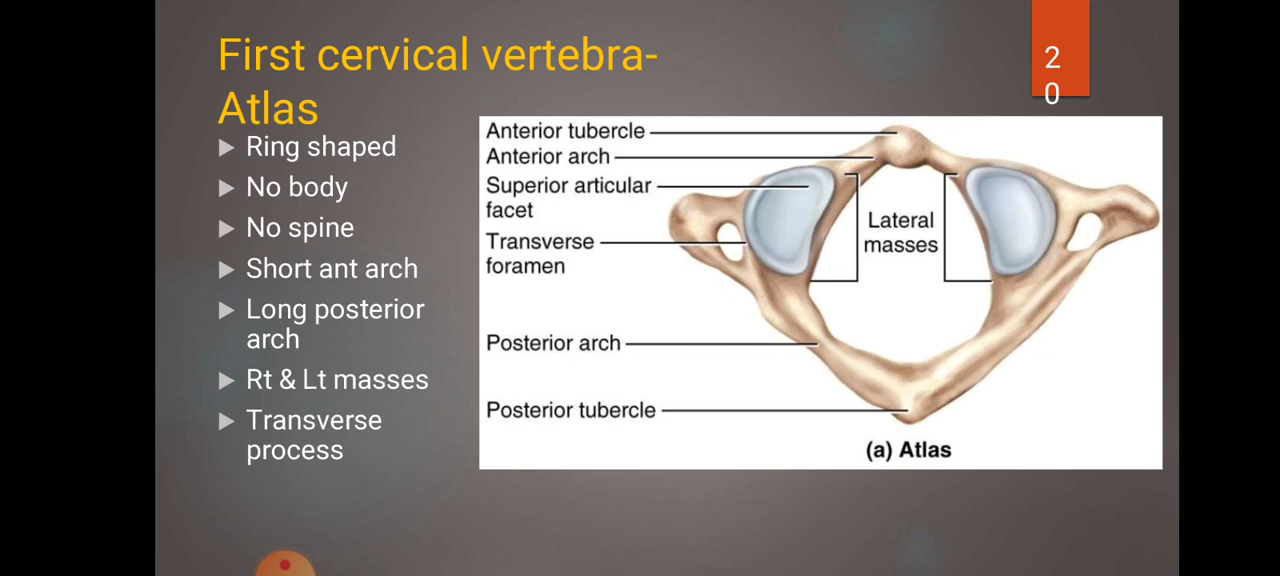 First cervical vertebra-
Atlas
2
0
Ring shaped
No body
No spine
Short ant arch
Long posterior
arch
Rt & Lt masses
Transverse
process
Anterior tubercle
Anterior arch
Superior articular
facet
Transverse
foramen
Lateral
masses
Posterior arch
Posterior tubercle
(a) Atlas